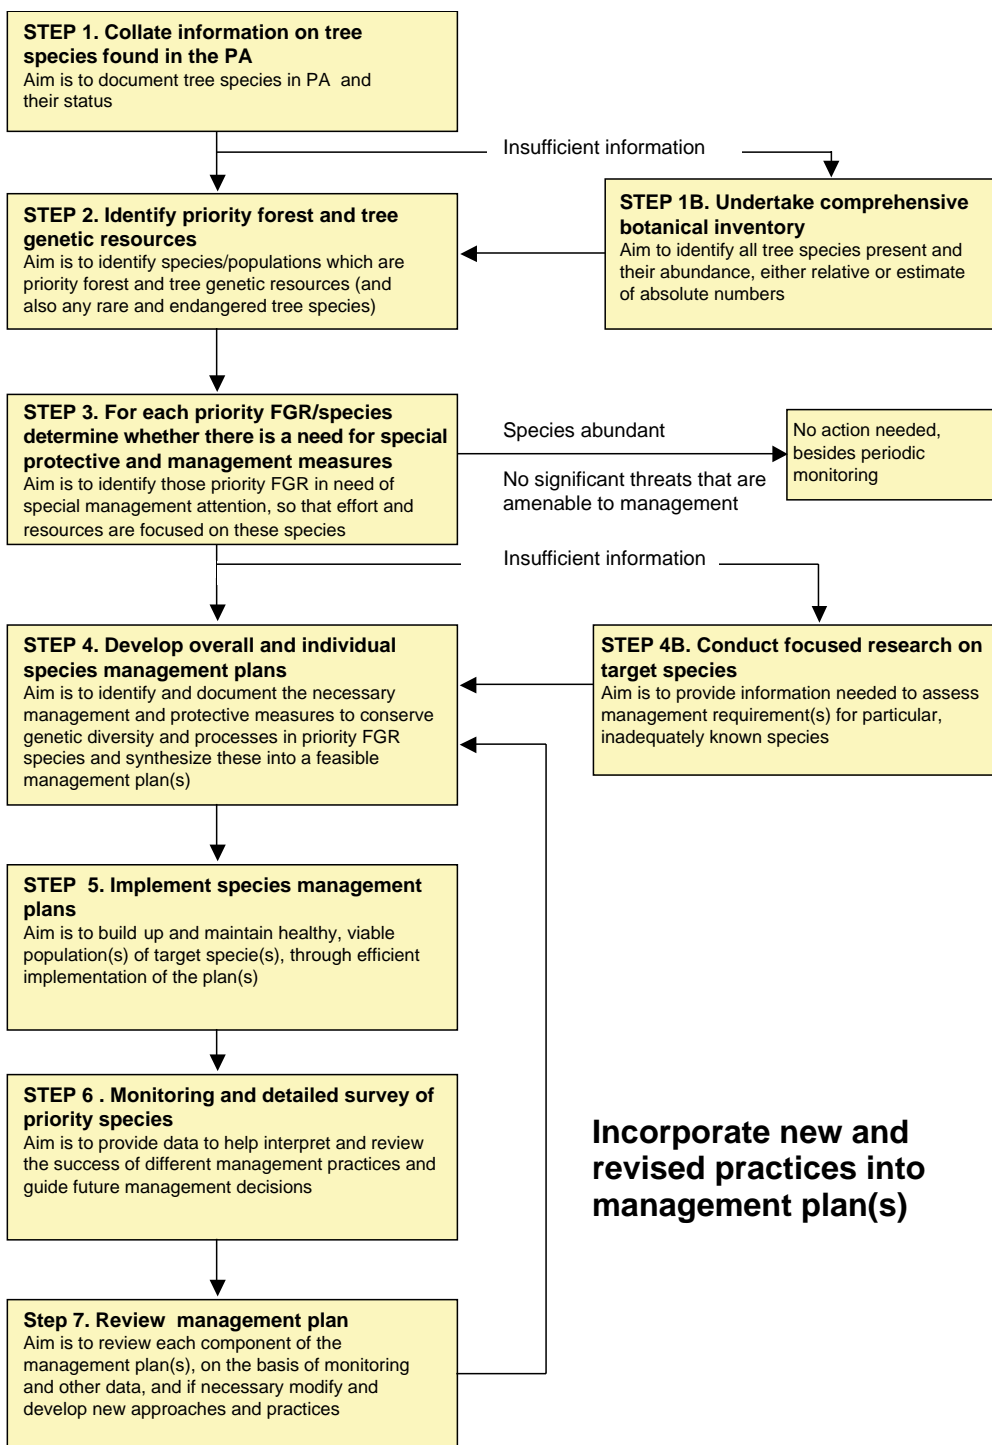 STEP 1. Collate information on tree
species found in the PA
Aim is to document tree species in PA and
their status
Insufficient information
STEP 1B. Undertake comprehensive
botanical inventory
Aim to identify all tree species present and
their abundance, either relative or estimate
of absolute numbers
STEP 2. Identify priority forest and tree
genetic resources
Aim is to identify species/populations which are
priority forest and tree genetic resources (and
also any rare and endangered tree species)
STEP 3. For each priority FGR/species
determine whether there is a need for special
protective and management measures
Aim is to identify those priority FGR in need of
special management attention, so that effort and
resources are focused on these species
Species abundant
No significant threats that are
amenable to management
No action needed,
besides periodic
monitoring
Insufficient information
STEP 4. Develop overall and individual
species management plans
Aim is to identify and document the necessary
management and protective measures to conserve
genetic diversity and processes in priority FGR
species and synthesize these into a feasible
management plan(s)
STEP 4B. Conduct focused research on
target species
Aim is to provide information needed to assess
management requirement(s) for particular,
inadequately known species
STEP 5. Implement species management
plans
Aim is to build up and maintain healthy, viable
population(s) of target specie(s), through efficient
implementation of the plan(s)
STEP 6 . Monitoring and detailed survey of
priority species
Aim is to provide data to help interpret and review
the success of different management practices and
guide future management decisions
Incorporate new and
revised practices into
management plan(s)
Step 7. Review management plan
Aim is to review each component of the
management plan(s), on the basis of monitoring
and other data, and if necessary modify and
develop new approaches and practices